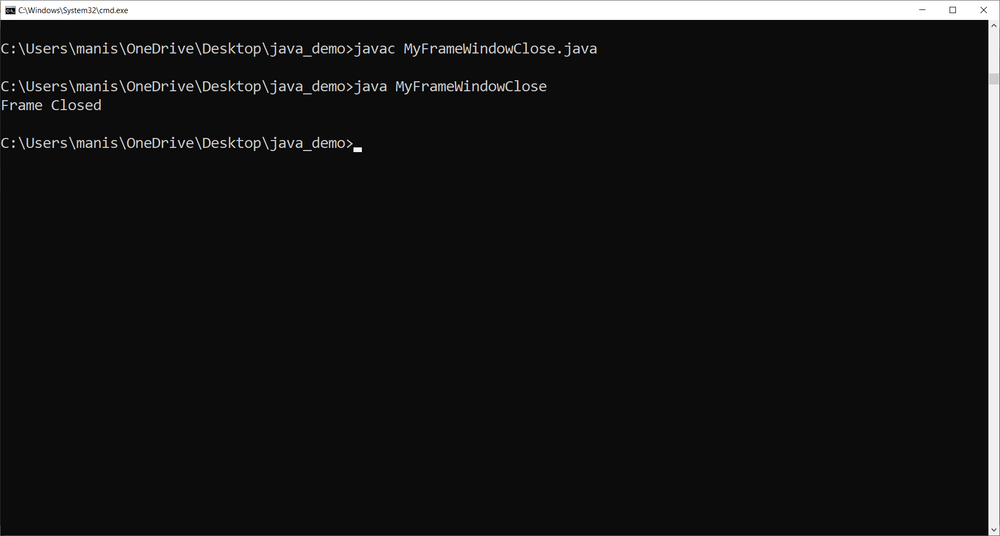 C:\Windows\System32\cmd.exe
C:\Users\manis\OneDrive\Desktop\java_demo>javac MyFrameWindowClose.java
C:\Users\manis\OneDrive\Desktop\java_demo>java MyFrameWindowClose
Frame Closed
C:\Users\manis\OneDrive\Desktop\java_demo>